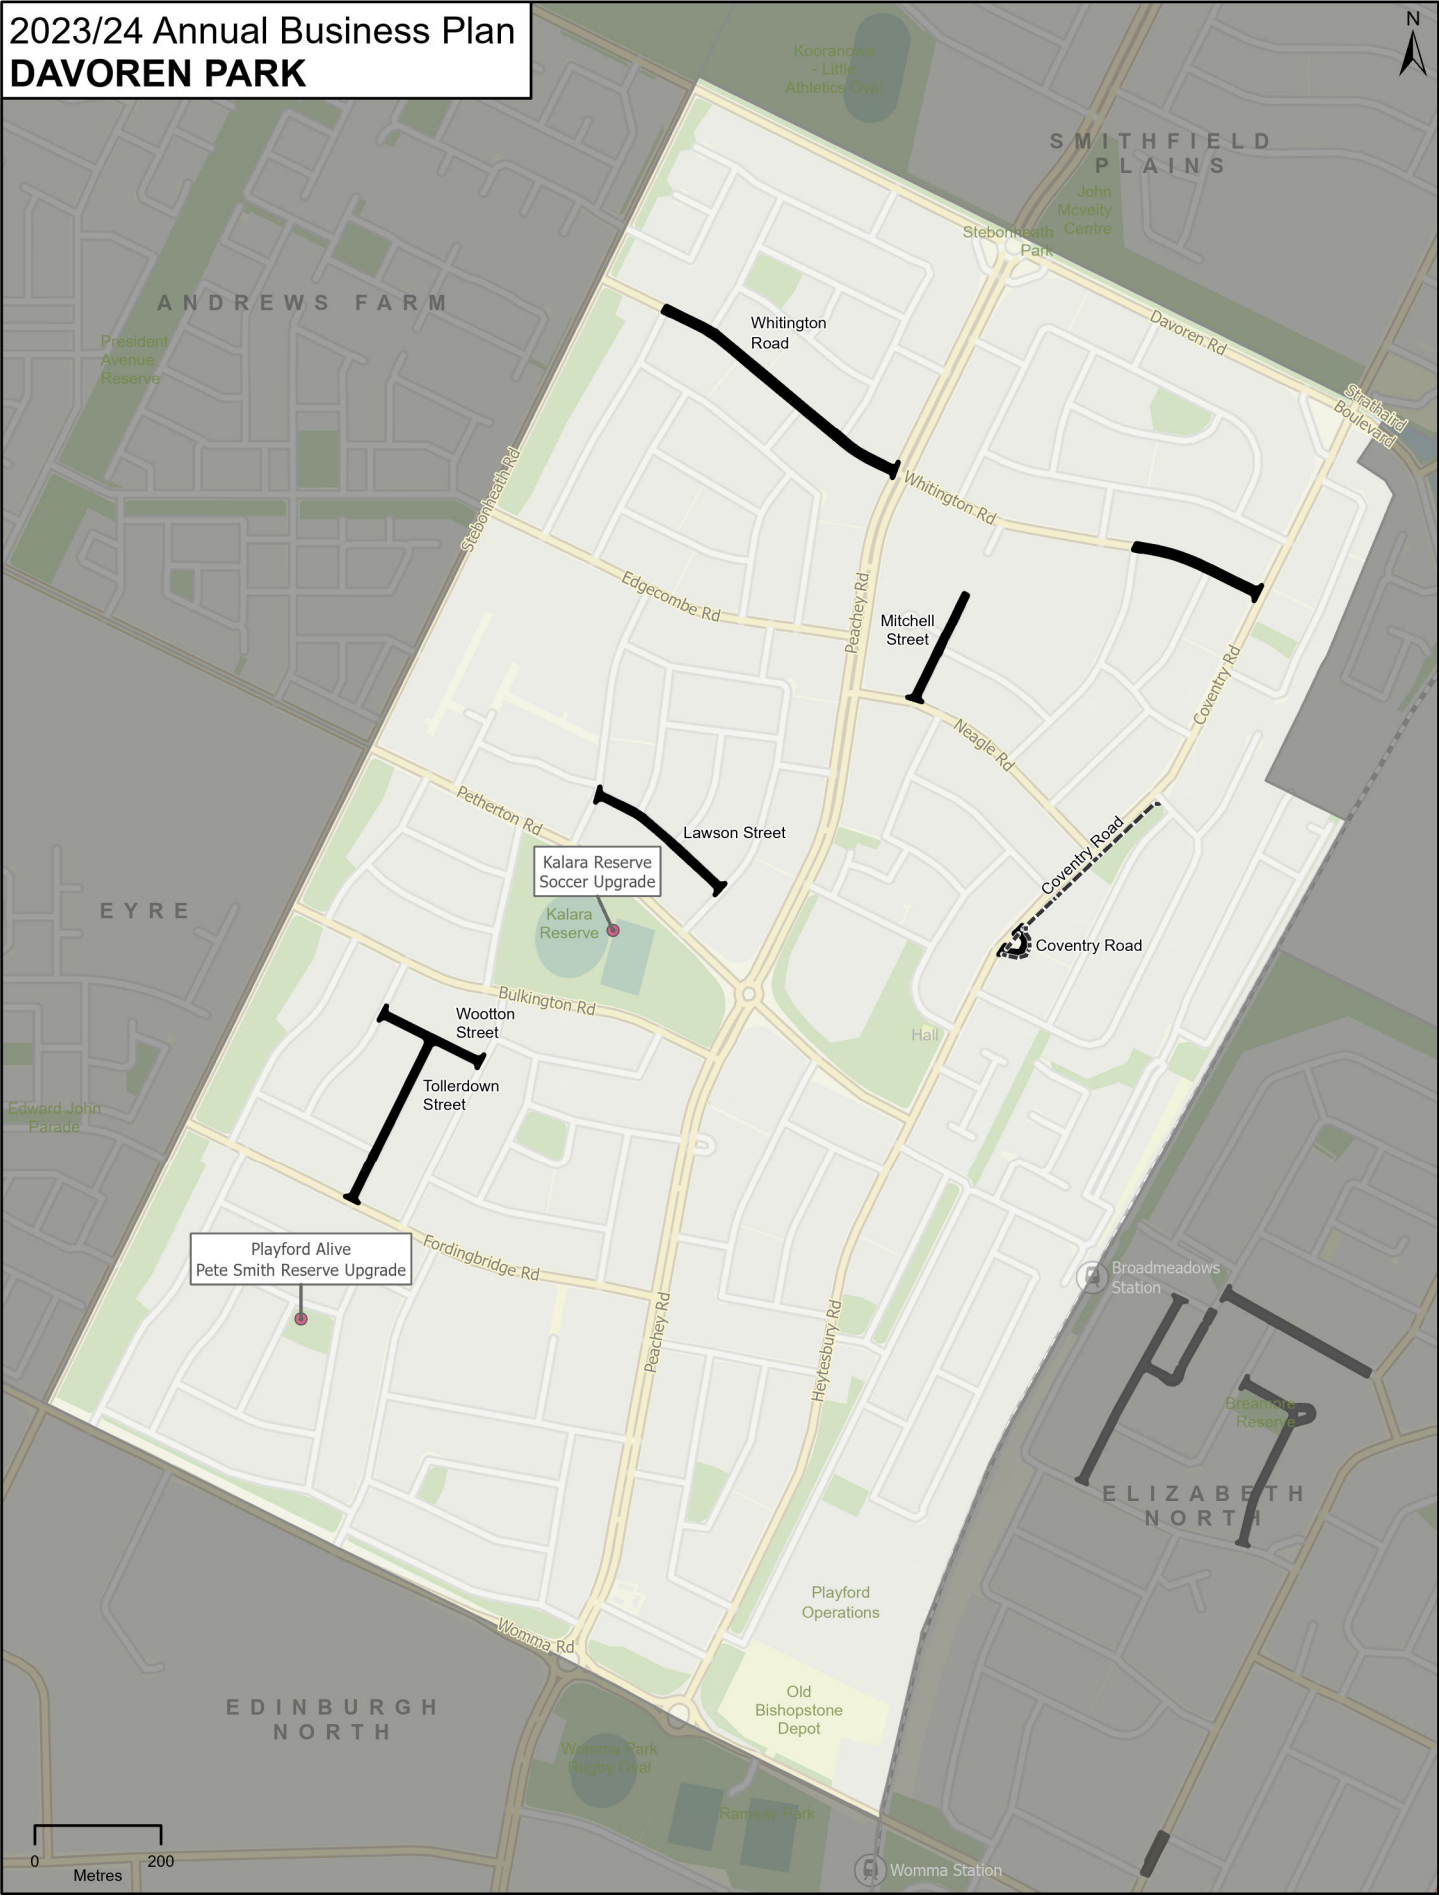 2023/24 Annual Business Plan
DAVOREN PARK
N
Kooranowa
- Little
Athletics Oval
SMITHFIELD
PLAINS
John
Mcveity
Centre
Stebonheath
Park
ANDREWS FARM
President
Avenue
Reserve
Whitington
Road
Davoren Rd
Strathaird
Boulevard
Stebonheath Rd
Whitington Rd
Edgecombe Rd
Peachey Rd
Mitchell
Street
Coventry Rd
Neagle Rd
Petherton Rd
Lawson Street
Coventry Road
Kalara Reserve
Soccer Upgrade
Kalara
Reserve
EYRE
Coventry Road
Bulkington Rd
Wootton
Street
Hall
Tollerdown
Street
Edward John
Parade
Playford Alive
Pete Smith Reserve Upgrade
Fordingbridge Rd
Broadmeadows
Station
Peachey Rd
Heytesbury Rd
Breamore
Reserve
ELIZABETH
NORTH
Playford
Operations
Womma Rd
Old
Bishopstone
Depot
EDINBURGH
NORTH
Womma Park
Rugby Oval
Ramsay Park
Womma Station
0 200
Metres